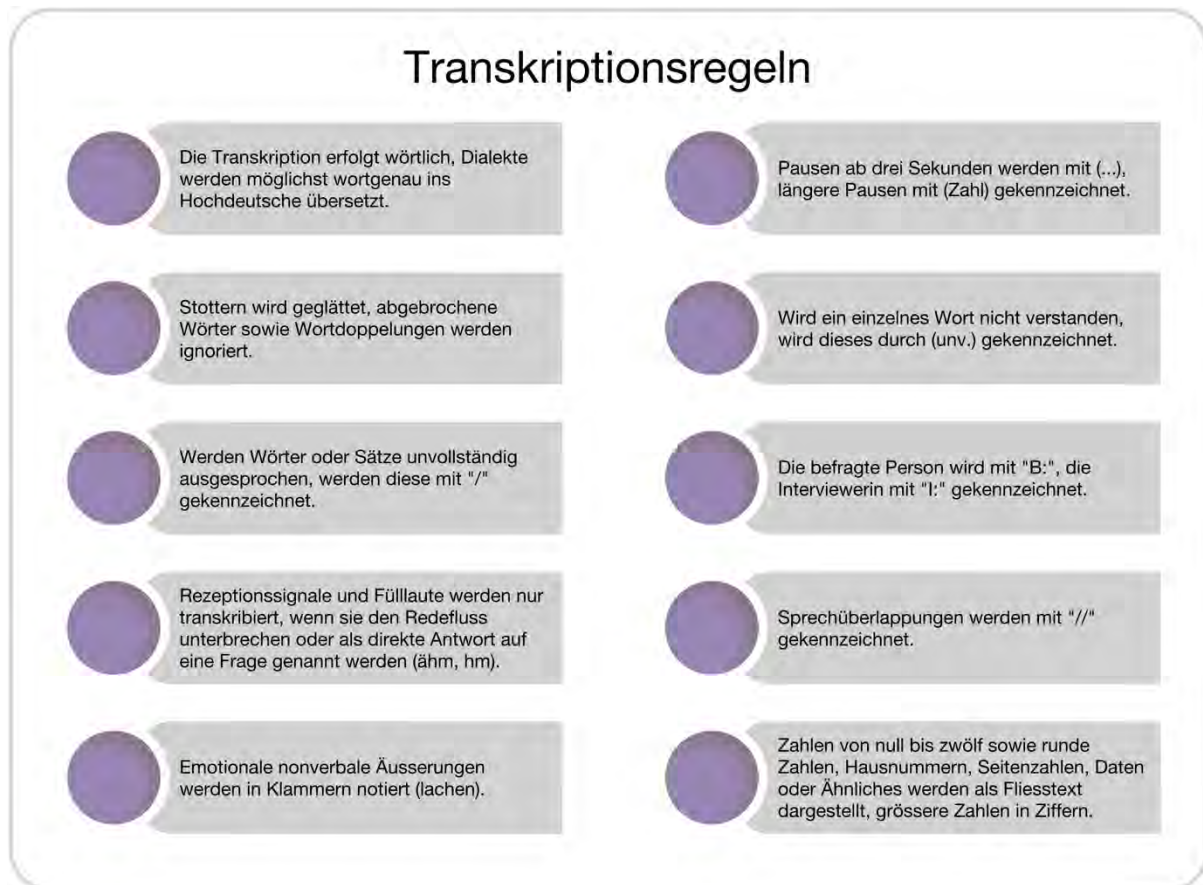 Transkriptionsregeln
Die Transkription erfolgt wörtlich, Dialekte
werden möglichst wortgenau ins
Hochdeutsche übersetzt.
Stottern wird geglättet, abgebrochene
Wörter sowie Wortdoppelungen werden
ignoriert.
Werden Wörter oder Sätze unvollständig
ausgesprochen, werden diese mit "/"
gekennzeichnet.
Rezeptionssignale und Fülllaute werden nur
transkribiert, wenn sie den Redefluss
unterbrechen oder als direkte Antwort auf
eine Frage genannt werden (ähm, hm).
Emotionale nonverbale Äusserungen
werden in Klammern notiert (lachen).
Pausen ab drei Sekunden werden mit (...),
längere Pausen mit (Zahl) gekennzeichnet.
Wird ein einzelnes Wort nicht verstanden,
wird dieses durch (unv.) gekennzeichnet.
Die befragte Person wird mit "B:", die
Interviewerin mit "I:" gekennzeichnet.
Sprechüberlappungen werden mit "//"
gekennzeichnet.
Zahlen von null bis zwölf sowie runde
Zahlen, Hausnummern, Seitenzahlen, Daten
oder Ähnliches werden als Fliesstext
dargestellt, grössere Zahlen in Ziffern.